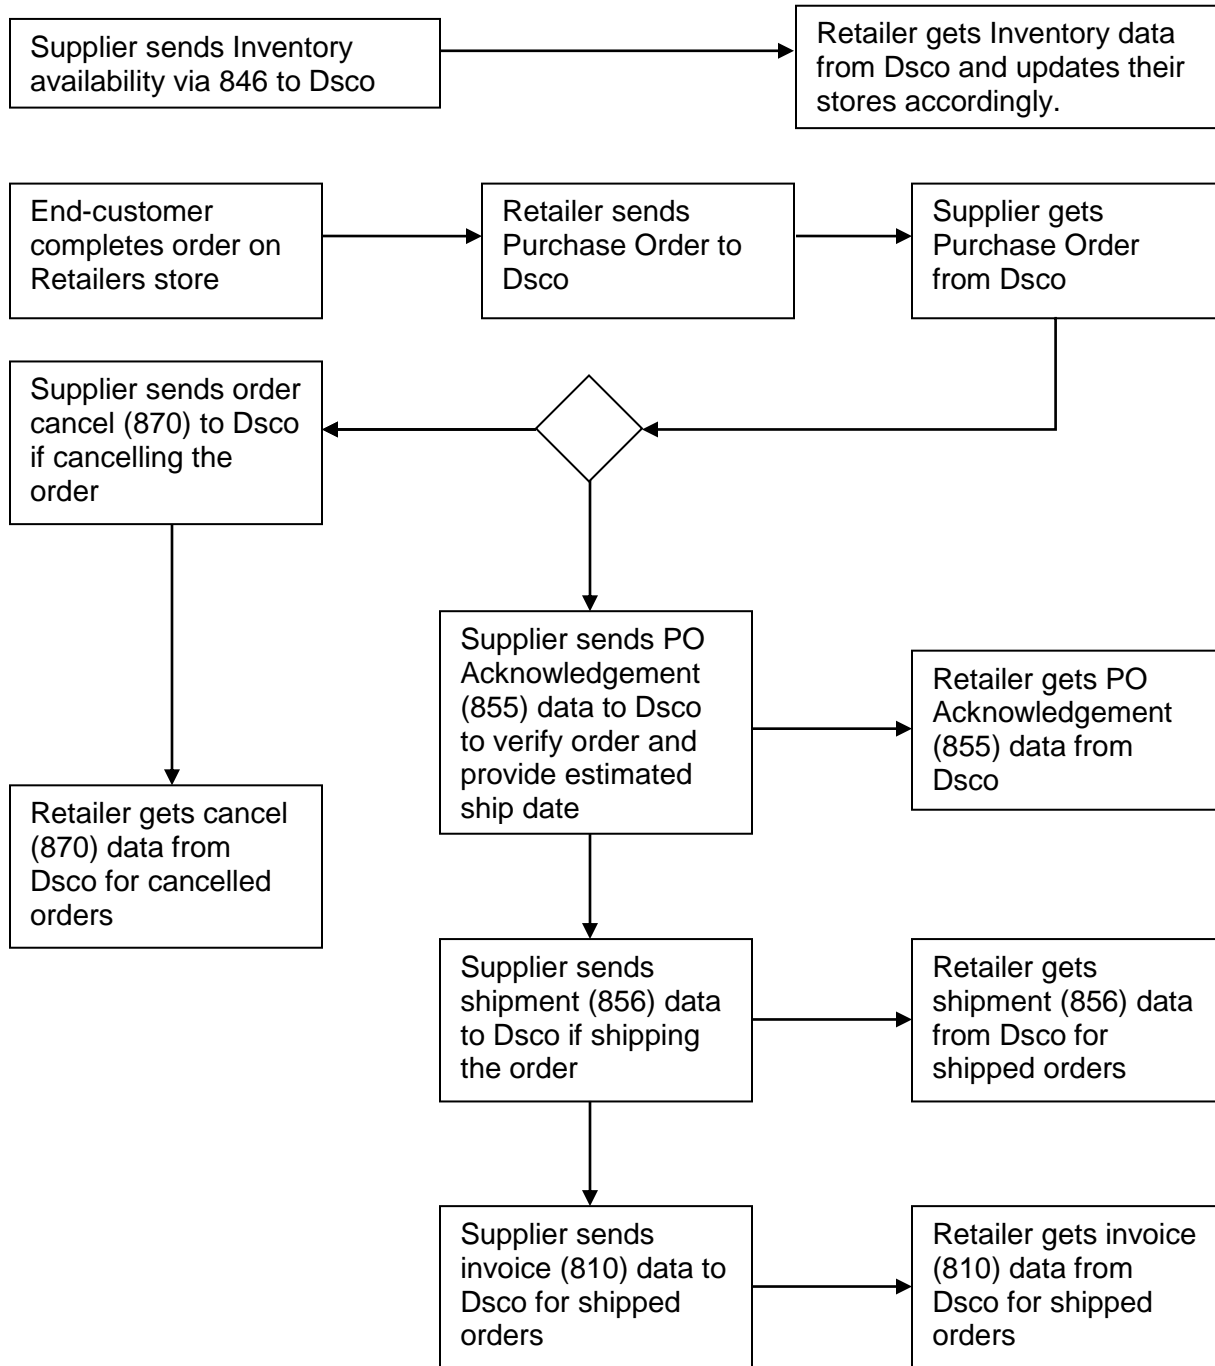 Supplier sends Inventory
availability via 846 to Dsco
Retailer gets Inventory data
from Dsco and updates their
stores accordingly.
End-customer
completes order on
Retailers store
Retailer sends
Purchase Order to
Dsco
Supplier gets
Purchase Order
from Dsco
Supplier sends order
cancel (870) to Dsco
if cancelling the
order
Supplier sends PO
Acknowledgement
(855) data to Dsco
to verify order and
provide estimated
ship date
Retailer gets PO
Acknowledgement
(855) data from
Dsco
Retailer gets cancel
(870) data from
Dsco for cancelled
orders
Supplier sends
shipment (856) data
to Dsco if shipping
the order
Retailer gets
shipment (856) data
from Dsco for
shipped orders
Supplier sends
invoice (810) data to
Dsco for shipped
orders
Retailer gets invoice
(810) data from
Dsco for shipped
orders